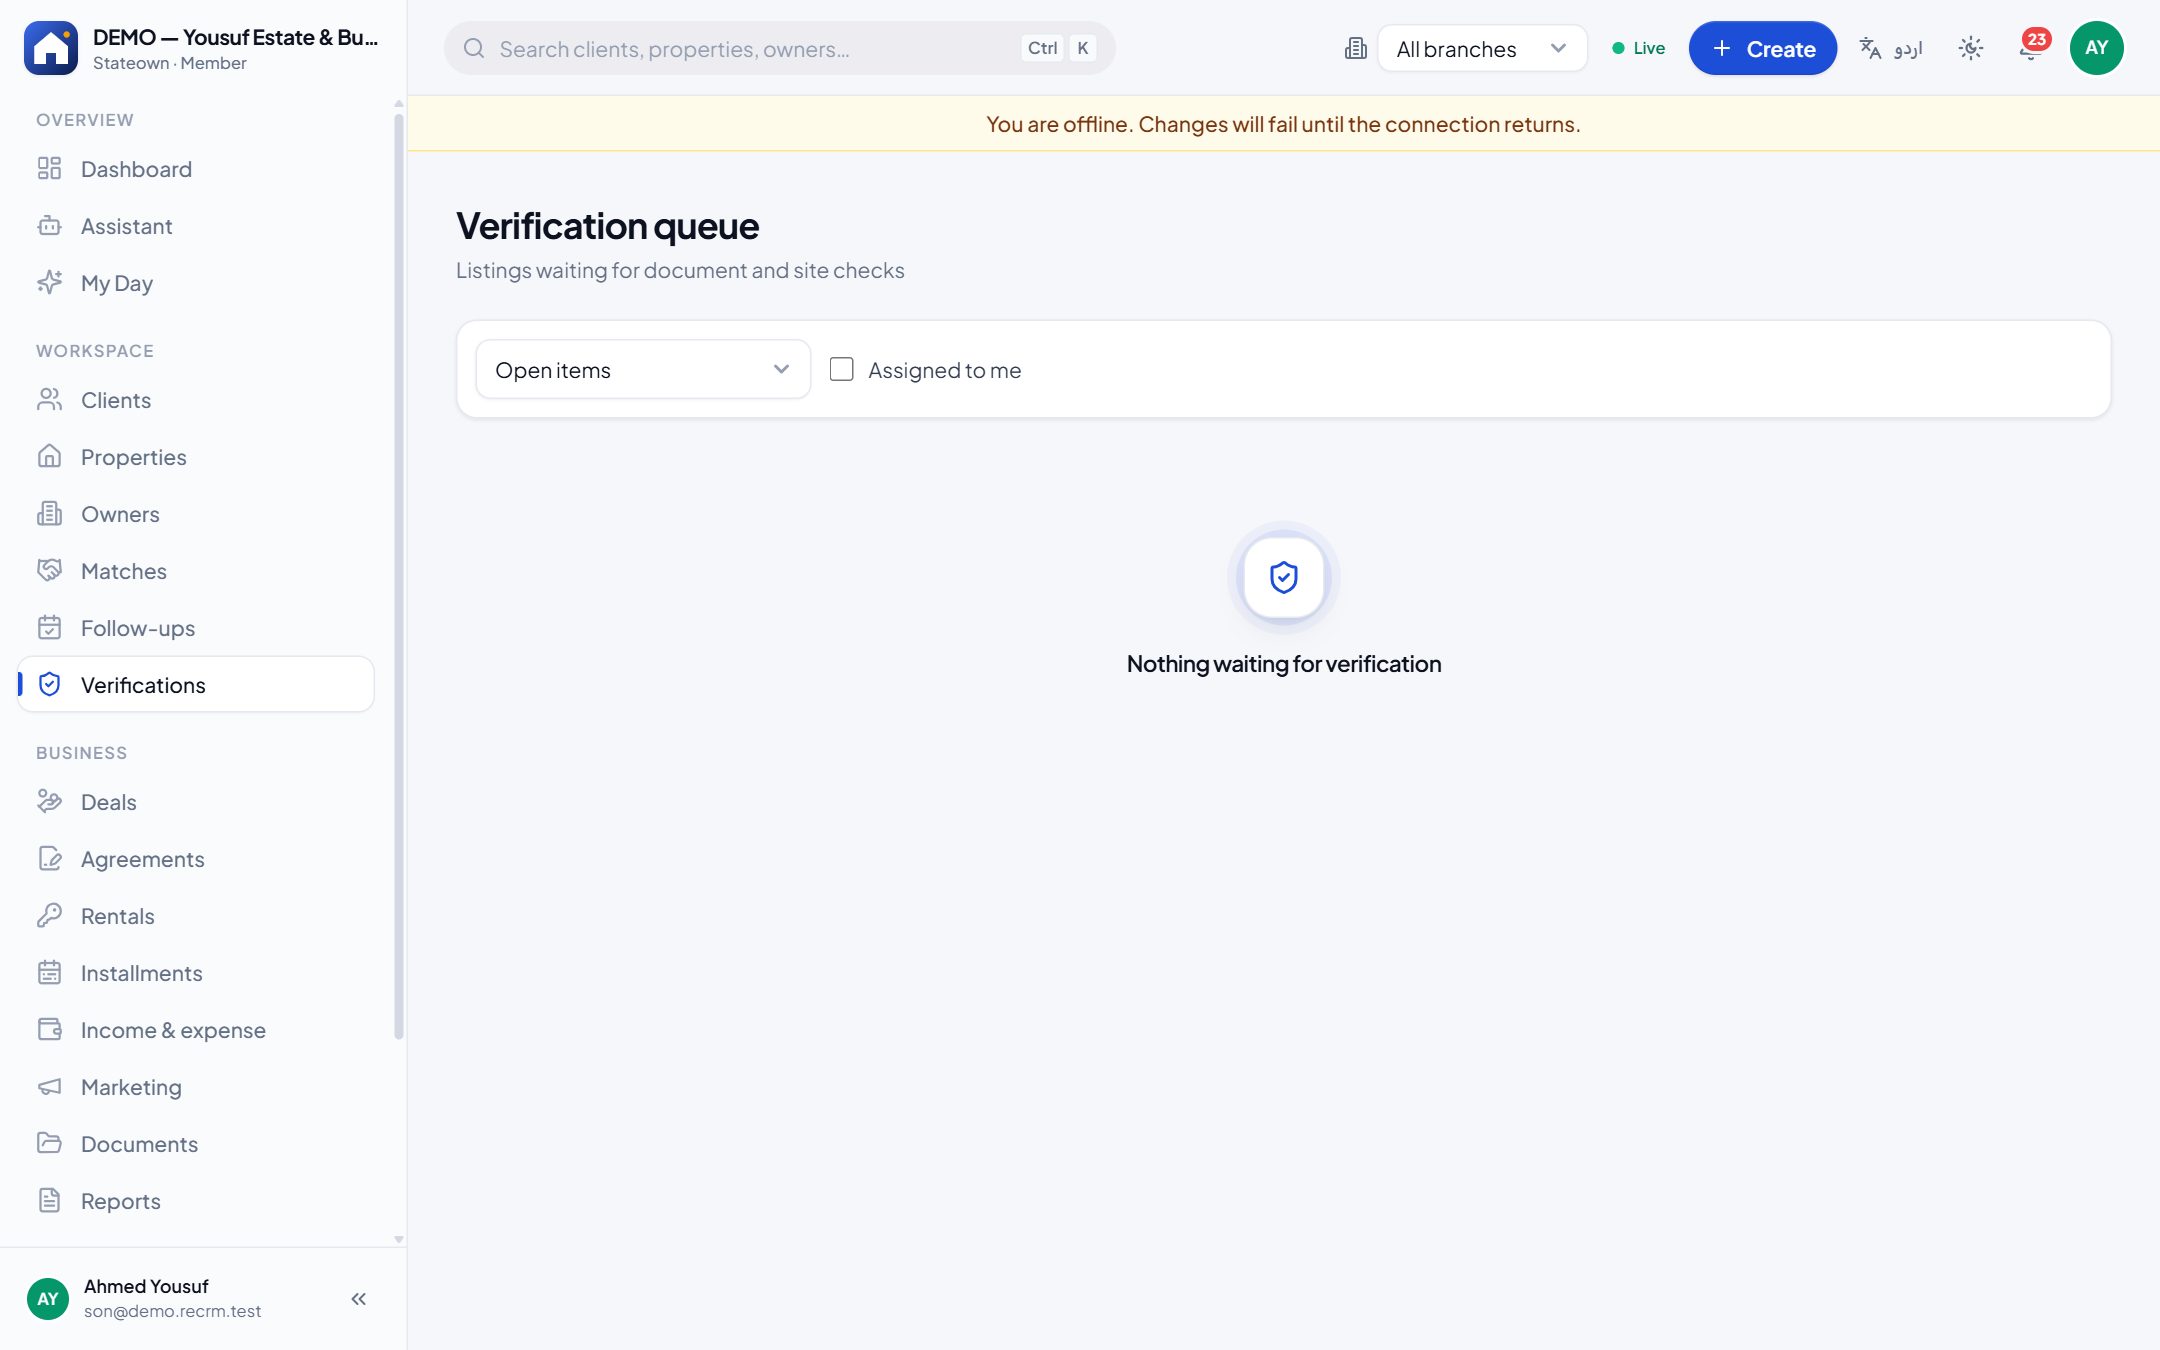 DEMO — Yousuf Estate & Bu...
Stateown · Member
Search clients, properties, owners...
Ctrl K
All branches
Live
Create
اردو
23
AY
You are offline. Changes will fail until the connection returns.
OVERVIEW
Dashboard
Assistant
My Day
WORKSPACE
Clients
Properties
Owners
Matches
Follow-ups
Verifications
BUSINESS
Deals
Agreements
Rentals
Installments
Income & expense
Marketing
Documents
Reports
AY
Ahmed Yousuf
son@demo.recrm.test
Verification queue
Listings waiting for document and site checks
Open items
Assigned to me
Nothing waiting for verification